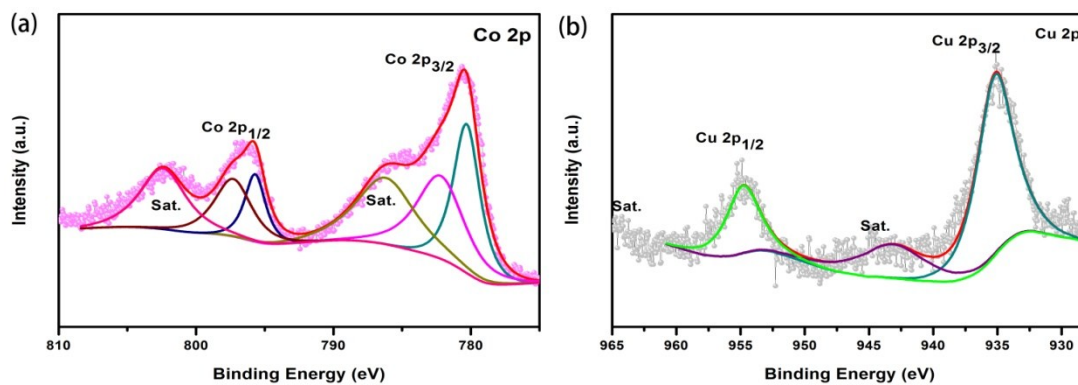 (a)
Co 2p
Co 2p3/2
Co 2p1/2
Sat.
Sat.
Intensity (a.u.)
810 800 790 780
Binding Energy (eV)
(b)
Cu 2p
Cu 2p3/2
Cu 2p1/2
Sat.
Sat.
Intensity (a.u.)
965 960 955 950 945 940 935 930
Binding Energy (eV)